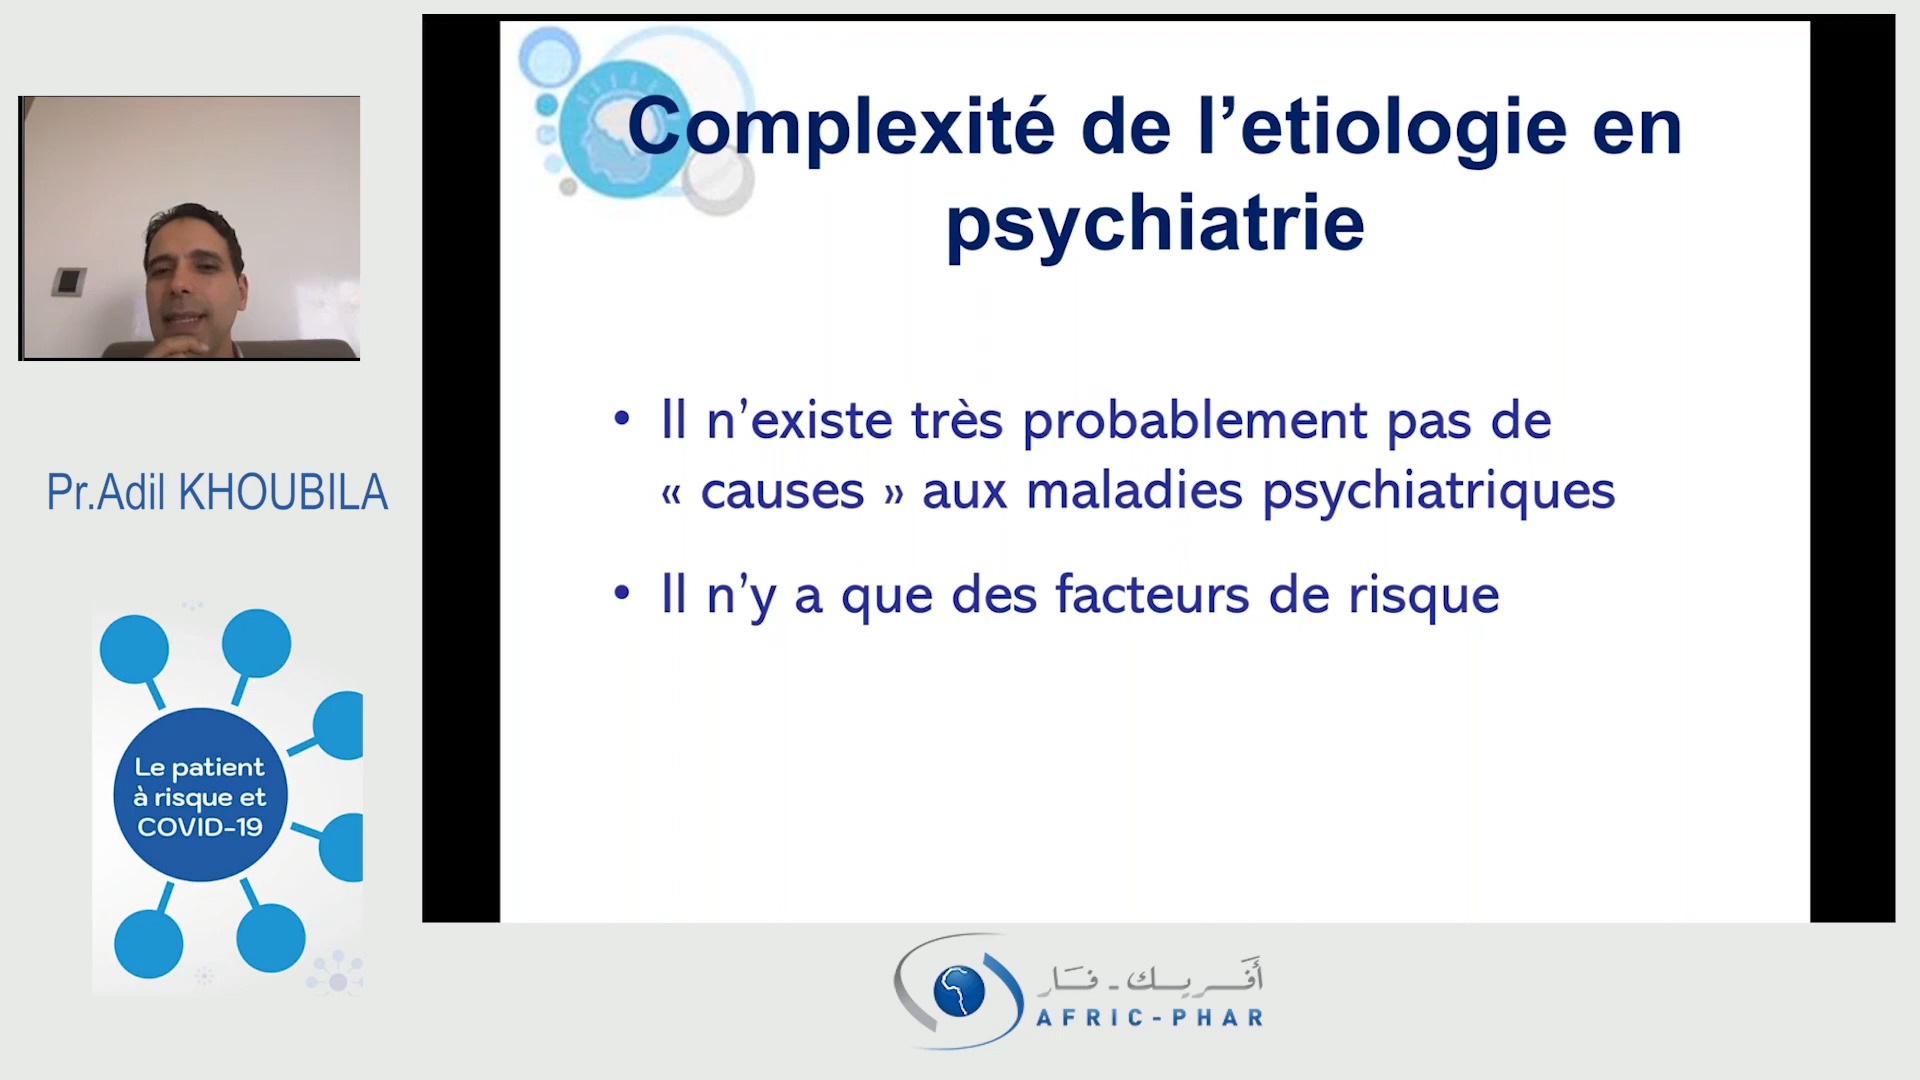 Complexité de l’etiologie en
psychiatrie
• Il n’existe très probablement pas de
« causes » aux maladies psychiatriques
• Il n’y a que des facteurs de risque
Pr.Adil KHOUBILA
Le patient
à risque et
COVID-19
أفريك - فار
AFRIC-PHAR